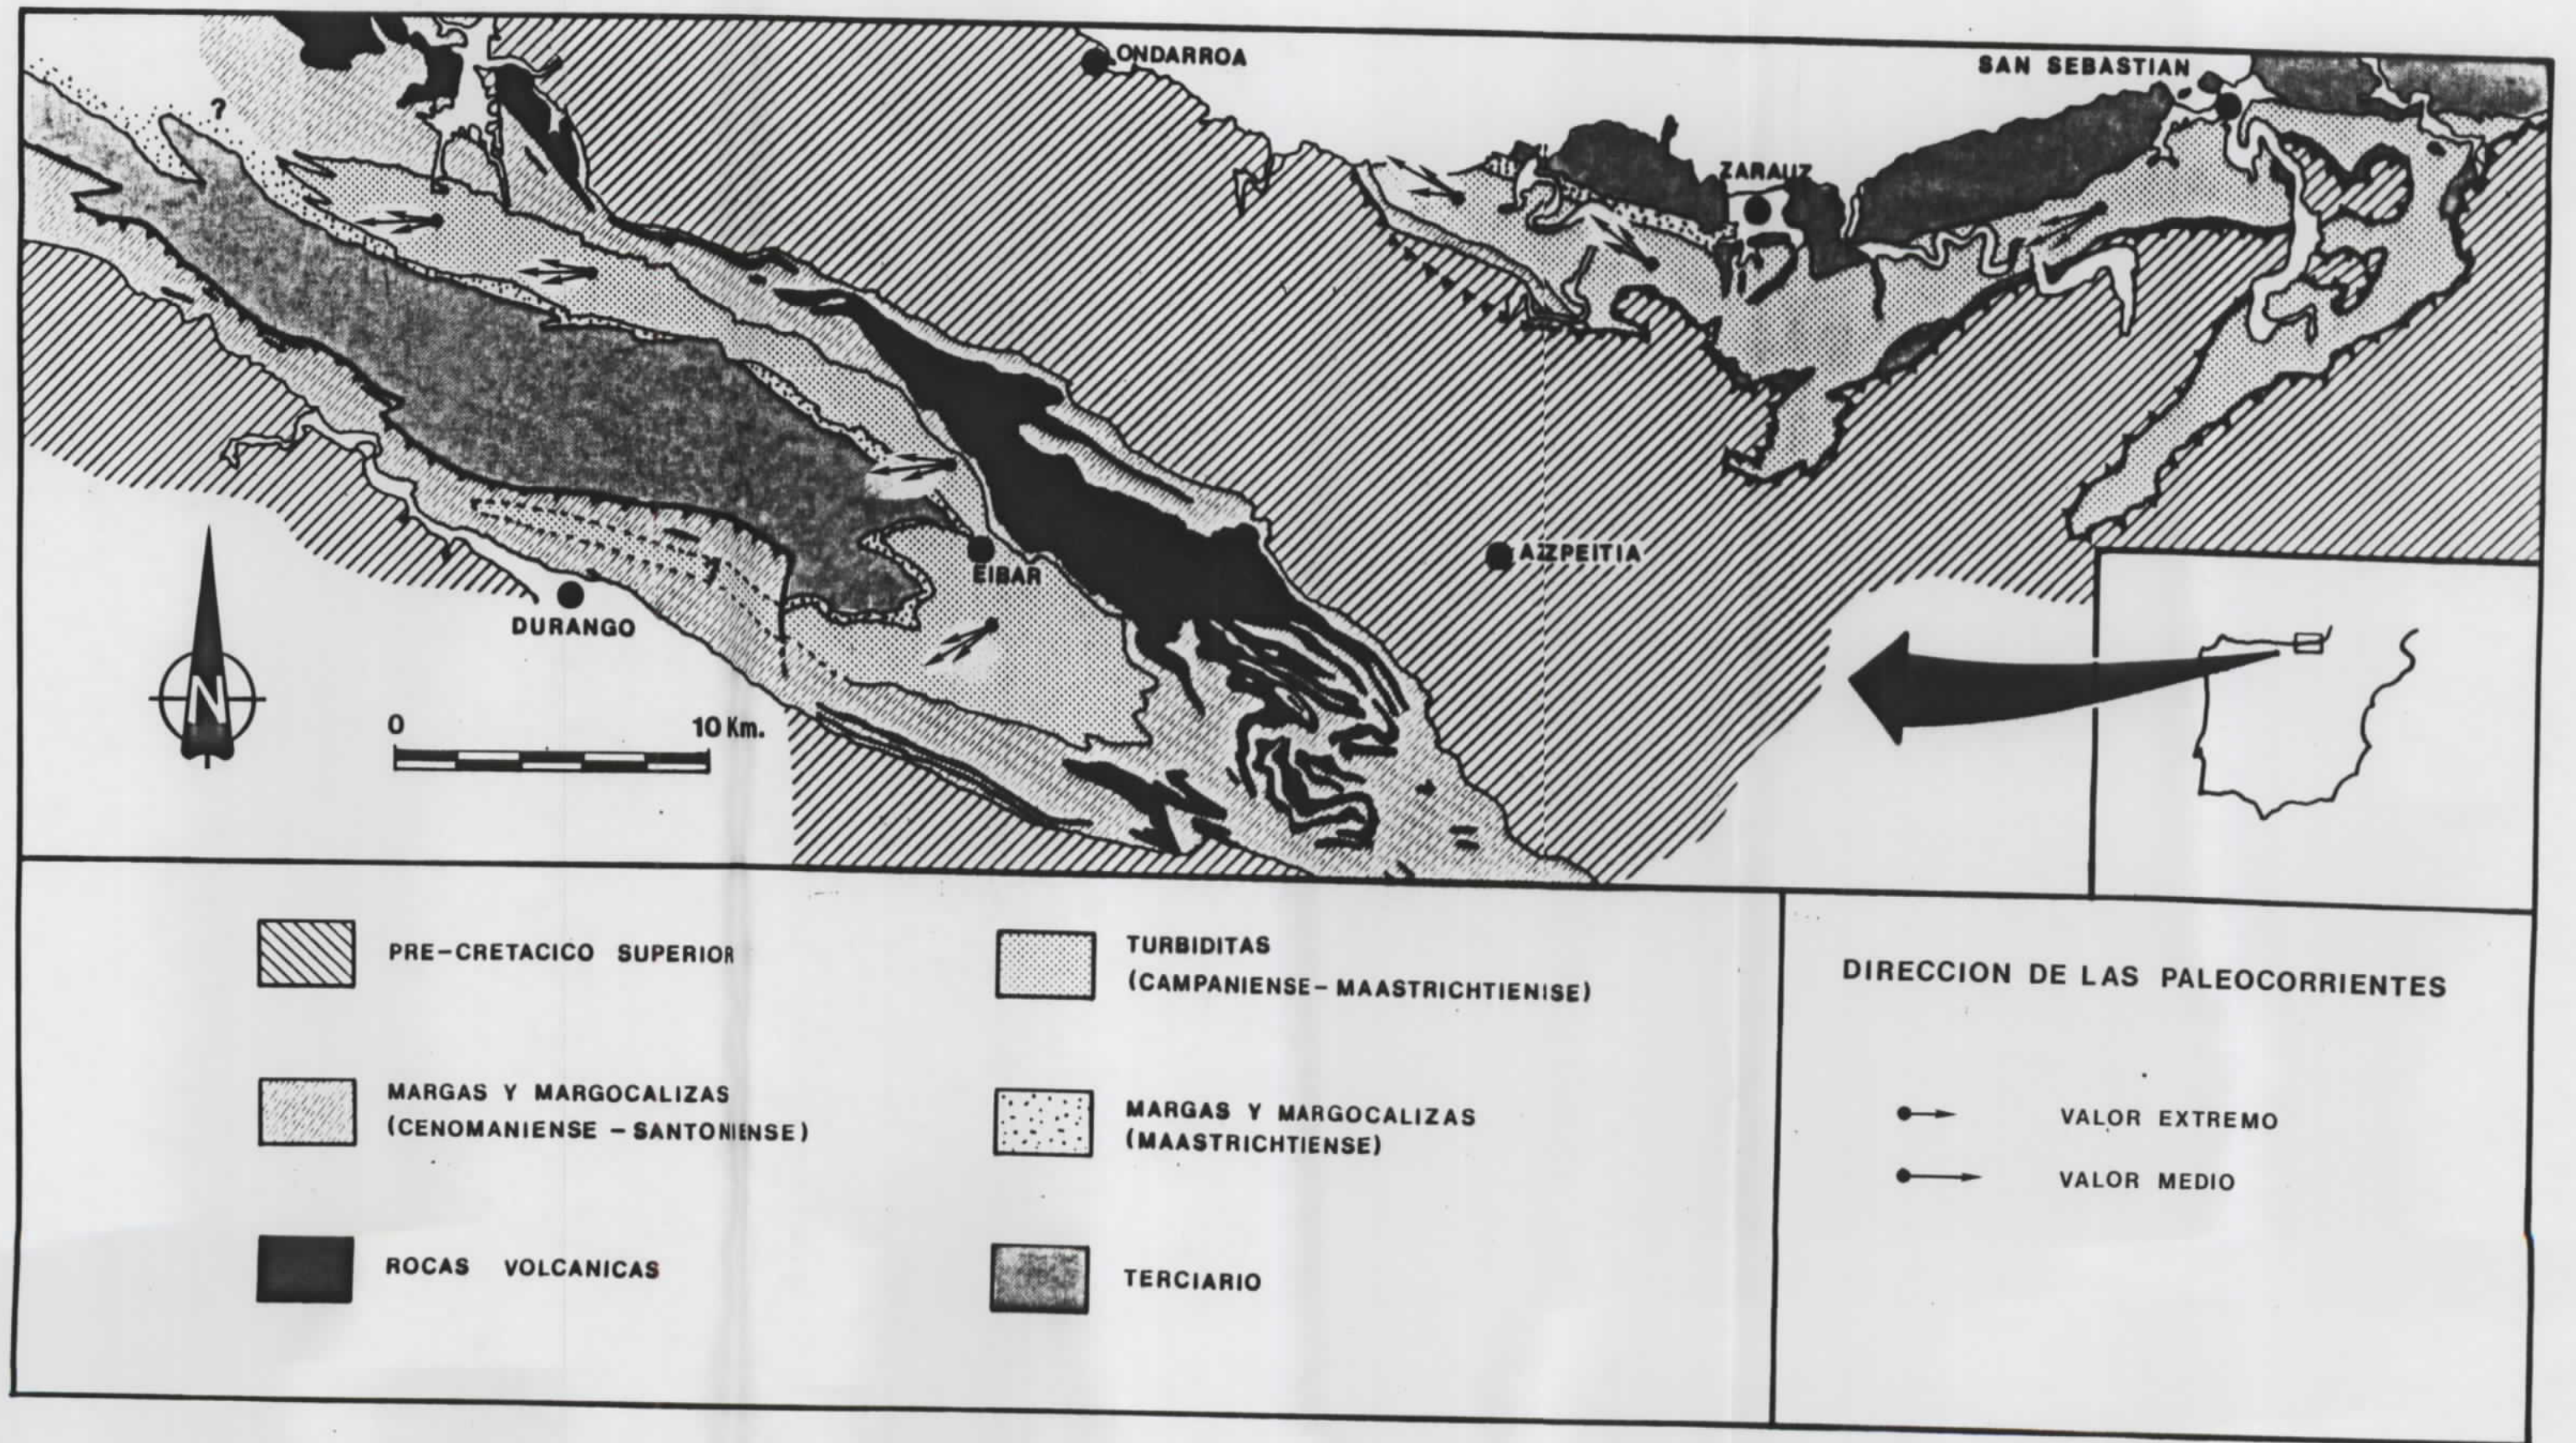 ONDARROA
SAN SEBASTIAN
?
ZARAUZ
AZPEITIA
EIBAR
?
DURANGO
N
0 10 Km.
PRE-CRETACICO SUPERIOR
MARGAS Y MARGOCALIZAS
(CENOMANIENSE - SANTONIENSE)
ROCAS VOLCANICAS
TURBIDITAS
(CAMPANIENSE - MAASTRICHTIENSE)
MARGAS Y MARGOCALIZAS
(MAASTRICHTIENSE)
TERCIARIO
DIRECCION DE LAS PALEOCORRIENTES
VALOR EXTREMO
VALOR MEDIO